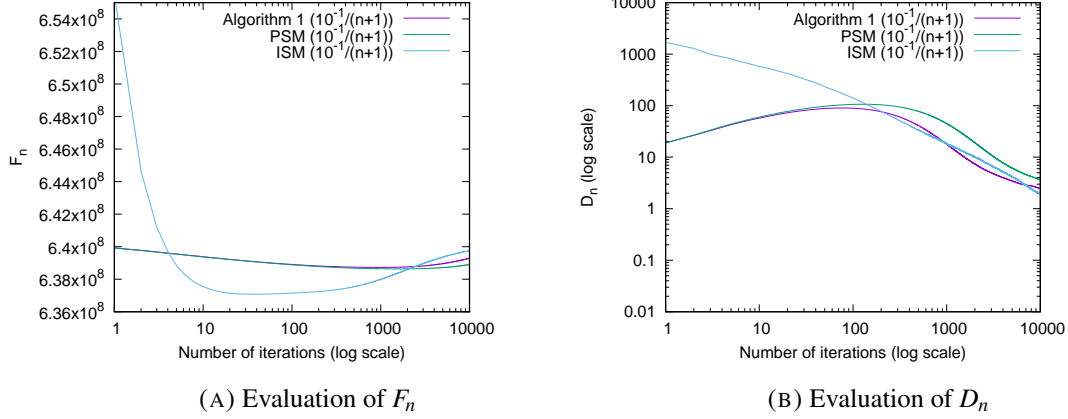 6.54x10^8
6.52x10^8
6.5x10^8
6.48x10^8
6.46x10^8
6.44x10^8
6.42x10^8
6.4x10^8
6.38x10^8
6.36x10^8
F_n
Algorithm 1 (10^-1/(n+1))
PSM (10^-1/(n+1))
ISM (10^-1/(n+1))
1 10 100 1000 10000
Number of iterations (log scale)
(A) Evaluation of F_n
10000
1000
100
10
1
0.1
0.01
D_n (log scale)
Algorithm 1 (10^-1/(n+1))
PSM (10^-1/(n+1))
ISM (10^-1/(n+1))
1 10 100 1000 10000
Number of iterations (log scale)
(B) Evaluation of D_n